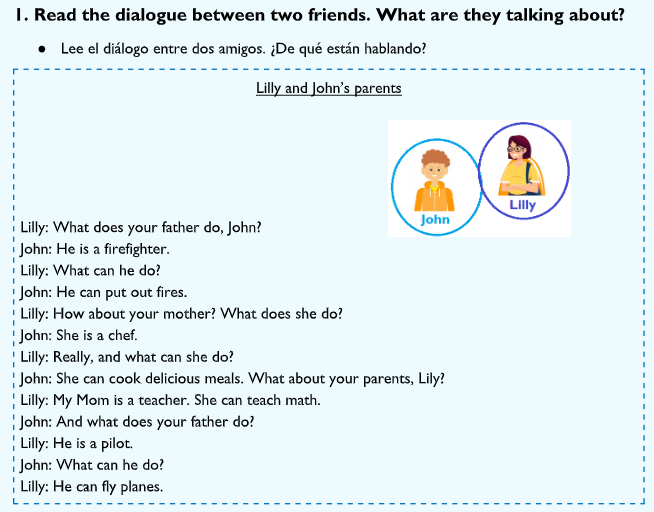 1. Read the dialogue between two friends. What are they talking about?
● Lee el diálogo entre dos amigos. ¿De qué están hablando?
Lilly and John's parents
John
Lilly
Lilly: What does your father do, John?
John: He is a firefighter.
Lilly: What can he do?
John: He can put out fires.
Lilly: How about your mother? What does she do?
John: She is a chef.
Lilly: Really, and what can she do?
John: She can cook delicious meals. What about your parents, Lily?
Lilly: My Mom is a teacher. She can teach math.
John: And what does your father do?
Lilly: He is a pilot.
John: What can he do?
Lilly: He can fly planes.